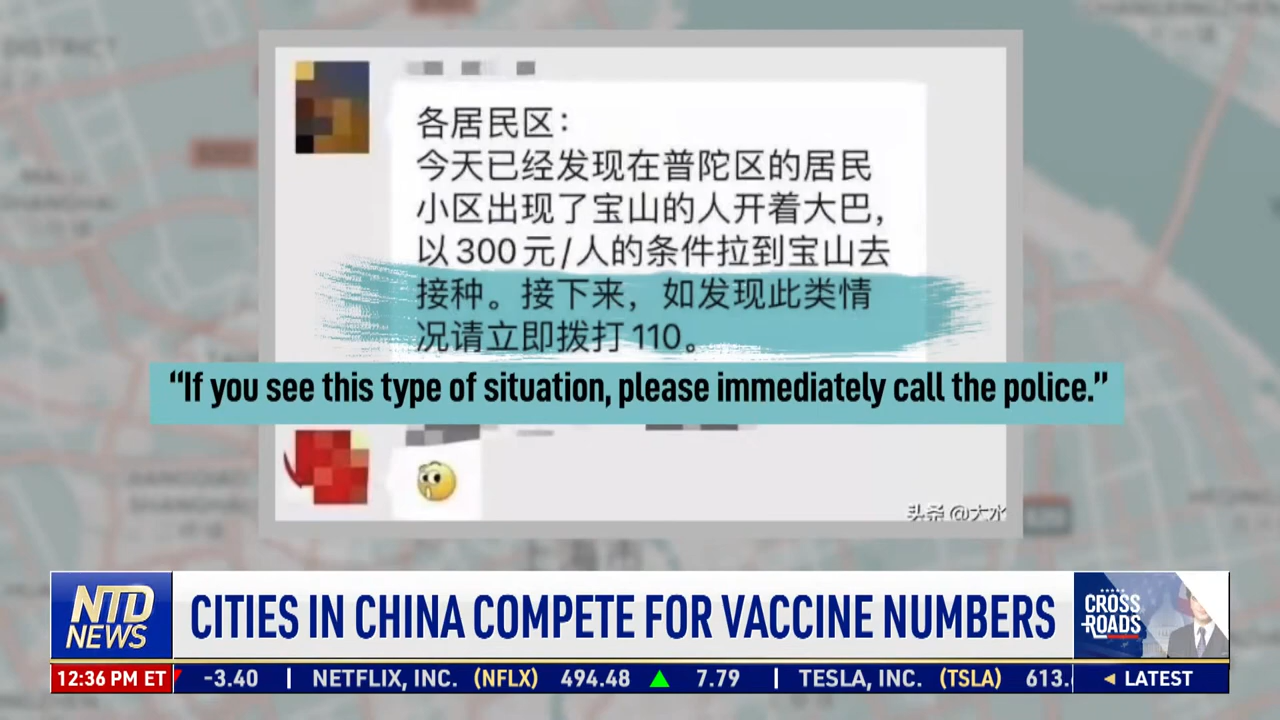 各居民区：
今天已经发现在普陀区的居民
小区出现了宝山的人开着大巴，
以300元/人的条件拉到宝山去
接种。接下来，如发现此类情
况请立即拨打110。
“If you see this type of situation, please immediately call the police.”
头条 @大水
NTD NEWS
CITIES IN CHINA COMPETE FOR VACCINE NUMBERS
CROSS ROADS
12:36 PM ET
-3.40 | NETFLIX, INC. (NFLX) 494.48 ▲ 7.79 | TESLA, INC. (TSLA) 613.
LATEST